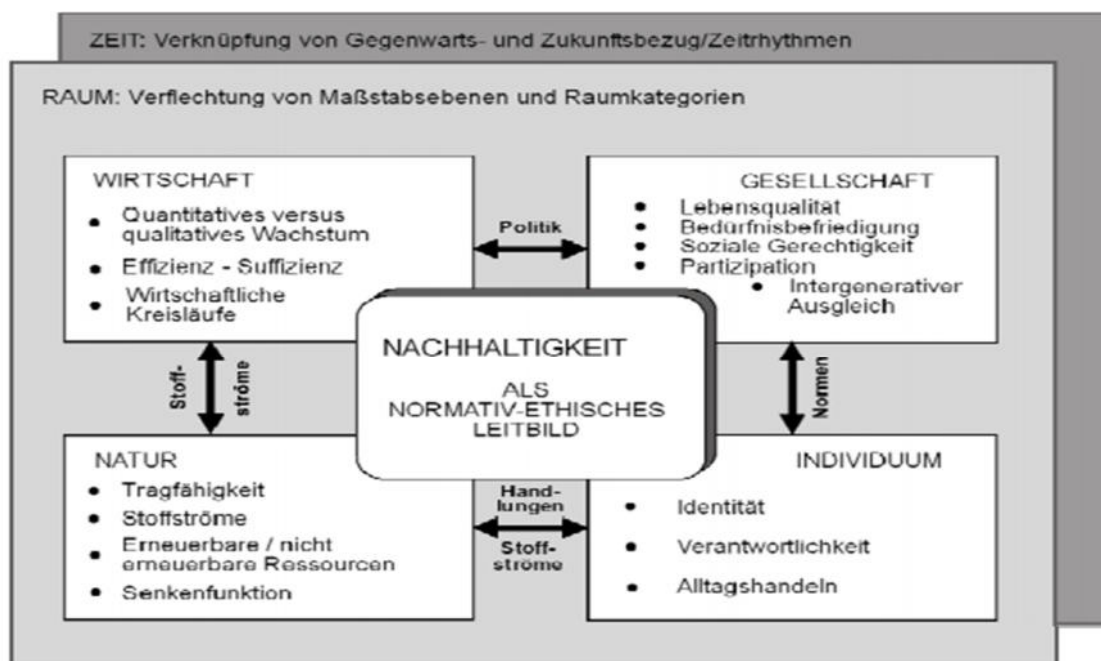 ZEIT: Verknüpfung von Gegenwarts- und Zukunftsbezug/Zeitrhythmen
RAUM: Verflechtung von Maßstabsebenen und Raumkategorien
WIRTSCHAFT
• Quantitatives versus
qualitatives Wachstum
• Effizienz - Suffizienz
• Wirtschaftliche
Kreisläufe
Politik
GESELLSCHAFT
• Lebensqualität
• Bedürfnisbefriedigung
• Soziale Gerechtigkeit
• Partizipation
• Intergenerativer
Ausgleich
Stoff-
ströme
NACHHALTIGKEIT
ALS
NORMATIV-ETHISCHES
LEITBILD
Normen
NATUR
• Tragfähigkeit
• Stoffströme
• Erneuerbare / nicht
erneuerbare Ressourcen
• Senkenfunktion
Hand-
lungen
Stoff-
ströme
INDIVIDUUM
• Identität
• Verantwortlichkeit
• Alltagshandeln